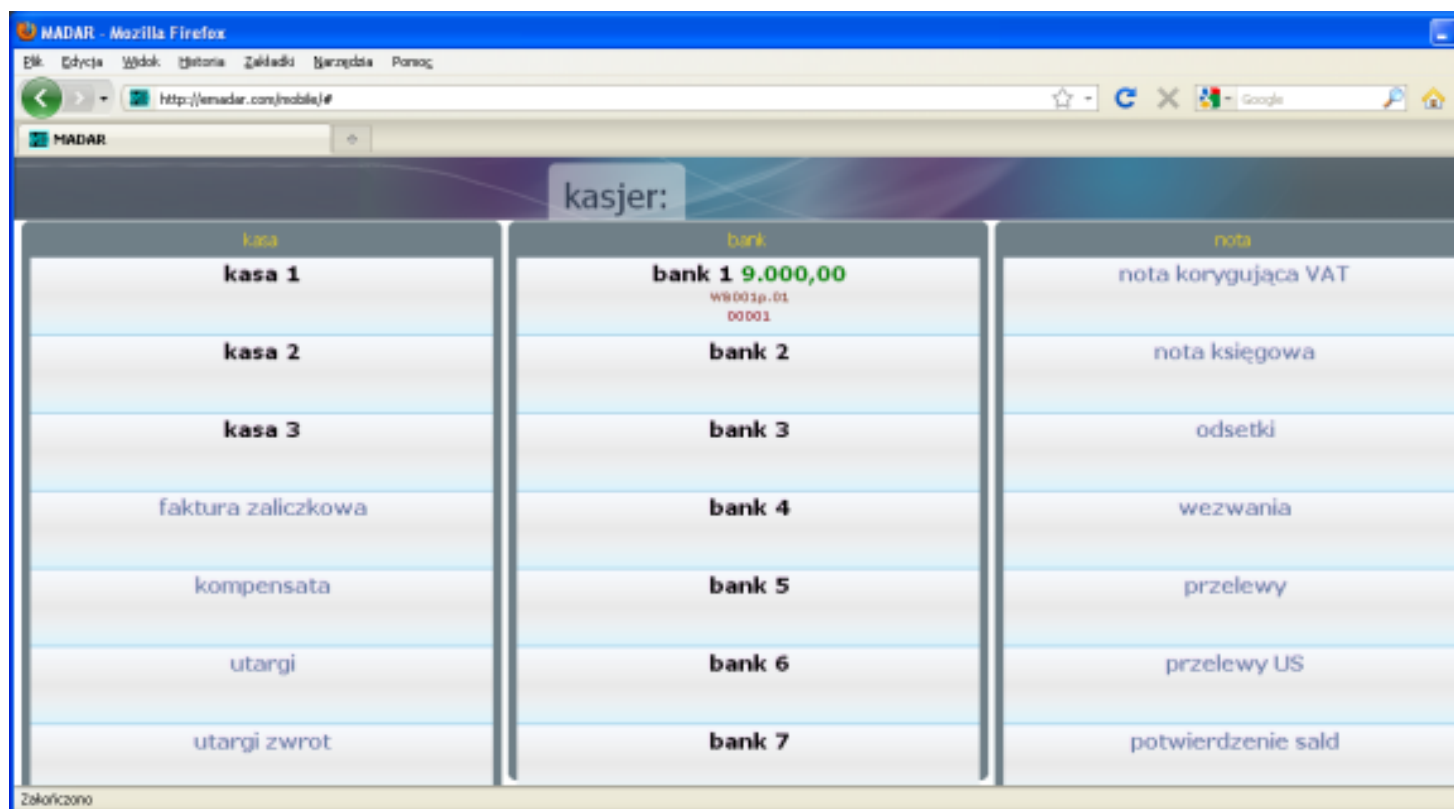 MADAR - Mozilla Firefox
Plik Edycja Widok Historia Zakładki Narzędzia Pomoc
http://emadar.com/mobile/#
Google
MADAR
kasjer:
kasa
kasa 1
kasa 2
kasa 3
faktura zaliczkowa
kompensata
utargi
utargi zwrot
bank
bank 1 9.000,00
WB001p.01
00001
bank 2
bank 3
bank 4
bank 5
bank 6
bank 7
nota
nota korygująca VAT
nota księgowa
odsetki
wezwania
przelewy
przelewy US
potwierdzenie sald
Zakończono